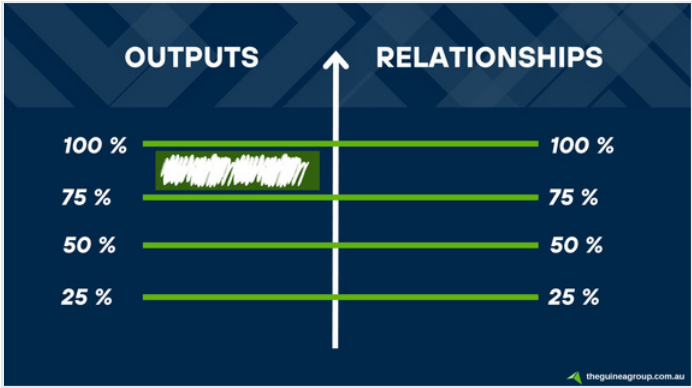 OUTPUTS RELATIONSHIPS
100 % 100 %
75 % 75 %
50 % 50 %
25 % 25 %
theguineagroup.com.au